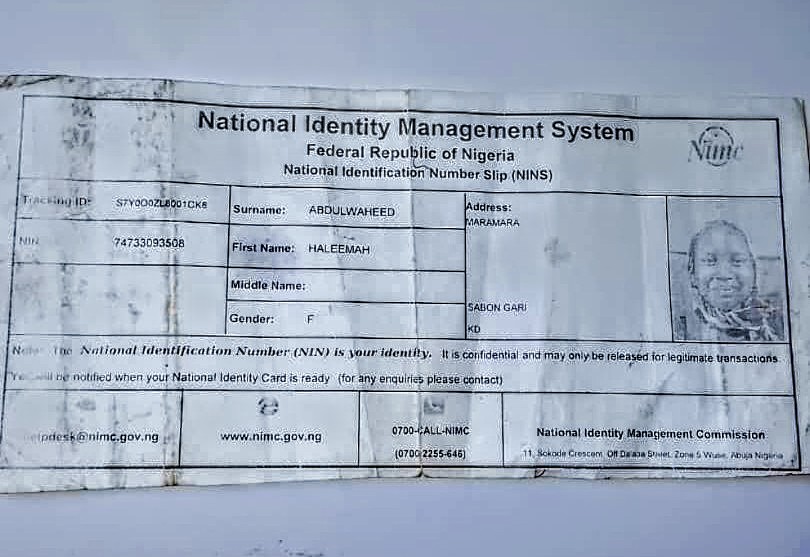 National Identity Management System
Federal Republic of Nigeria
National Identification Number Slip (NINS)
Nimc
Tracking ID: S7Y0O0ZL8001CK6
Surname: ABDULWAHEED
Address:
MARAMARA
NIN 74733093508
First Name: HALEEMAH
Middle Name:
SABON GARI
Gender: F
KD
Note: The National Identification Number (NIN) is your identity. It is confidential and may only be released for legitimate transactions.
You will be notified when your National Identity Card is ready (for any enquiries please contact)
helpdesk@nimc.gov.ng
www.nimc.gov.ng
0700-CALL-NIMC
(0700 2255-646)
National Identity Management Commission
11, Sokode Crescent, Off Dalaba Street, Zone 5 Wuse, Abuja Nigeria